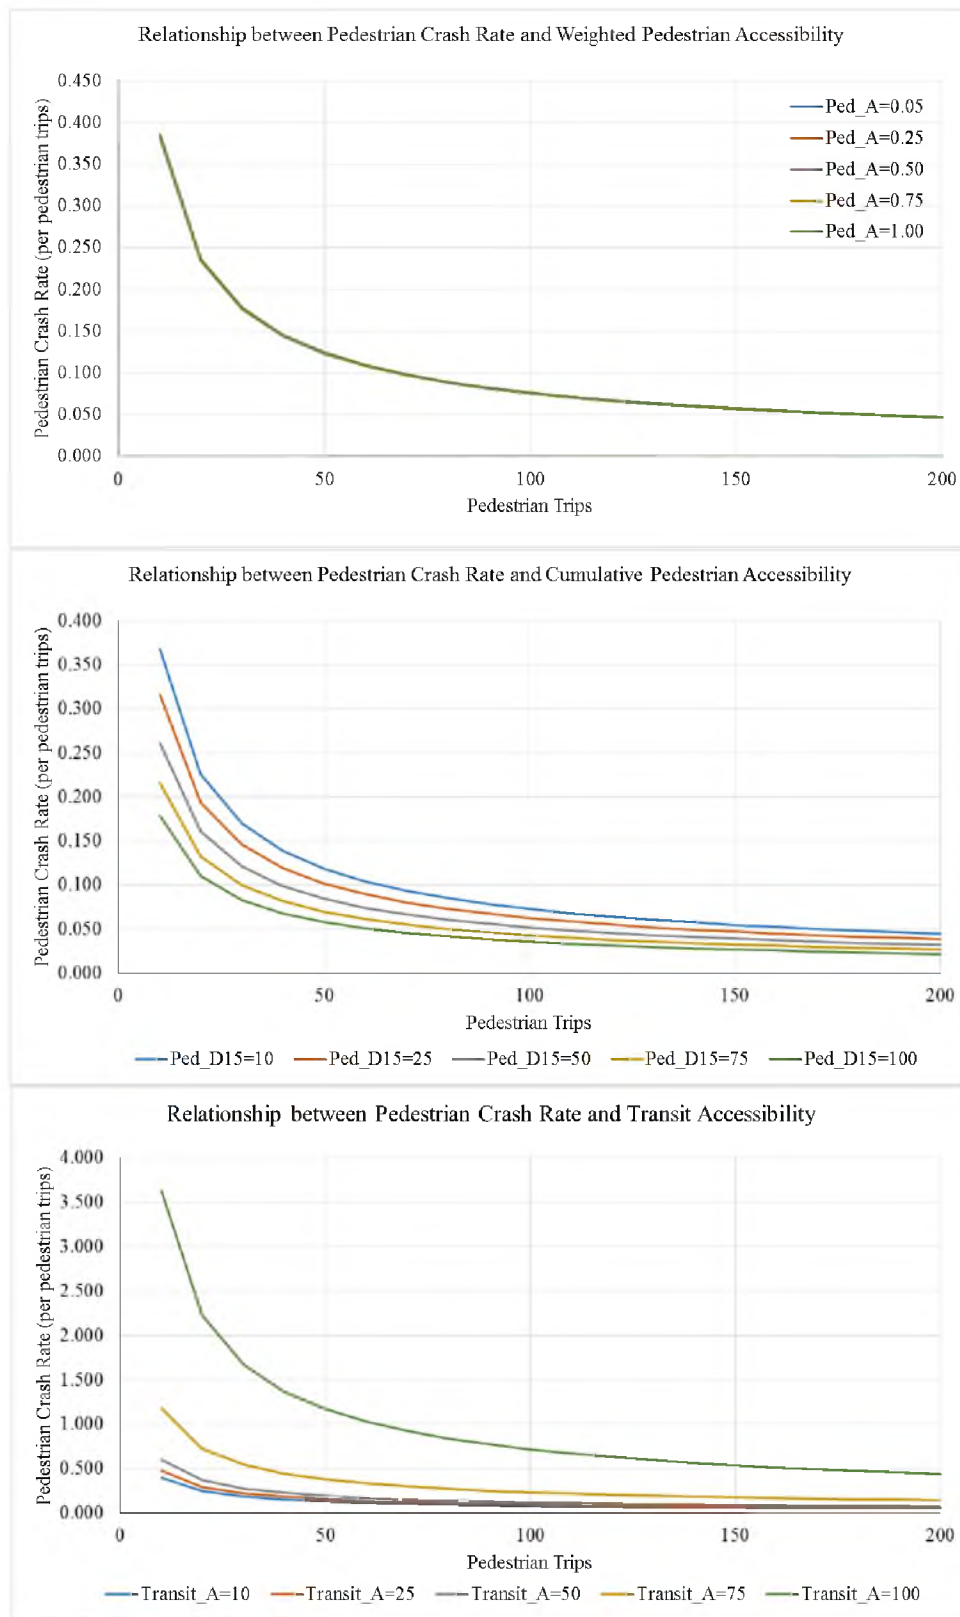 Relationship between Pedestrian Crash Rate and Weighted Pedestrian Accessibility
Pedestrian Crash Rate (per pedestrian trips)
0.450
0.400
0.350
0.300
0.250
0.200
0.150
0.100
0.050
0.000
Ped_A=0.05
Ped_A=0.25
Ped_A=0.50
Ped_A=0.75
Ped_A=1.00
0 50 100 150 200
Pedestrian Trips
Relationship between Pedestrian Crash Rate and Cumulative Pedestrian Accessibility
Pedestrian Crash Rate (per pedestrian trips)
0.400
0.350
0.300
0.250
0.200
0.150
0.100
0.050
0.000
0 50 100 150 200
Pedestrian Trips
Ped_D15=10 Ped_D15=25 Ped_D15=50 Ped_D15=75 Ped_D15=100
Relationship between Pedestrian Crash Rate and Transit Accessibility
Pedestrian Crash Rate (per pedestrian trips)
4.000
3.500
3.000
2.500
2.000
1.500
1.000
0.500
0.000
0 50 100 150 200
Pedestrian Trips
Transit_A=10 Transit_A=25 Transit_A=50 Transit_A=75 Transit_A=100